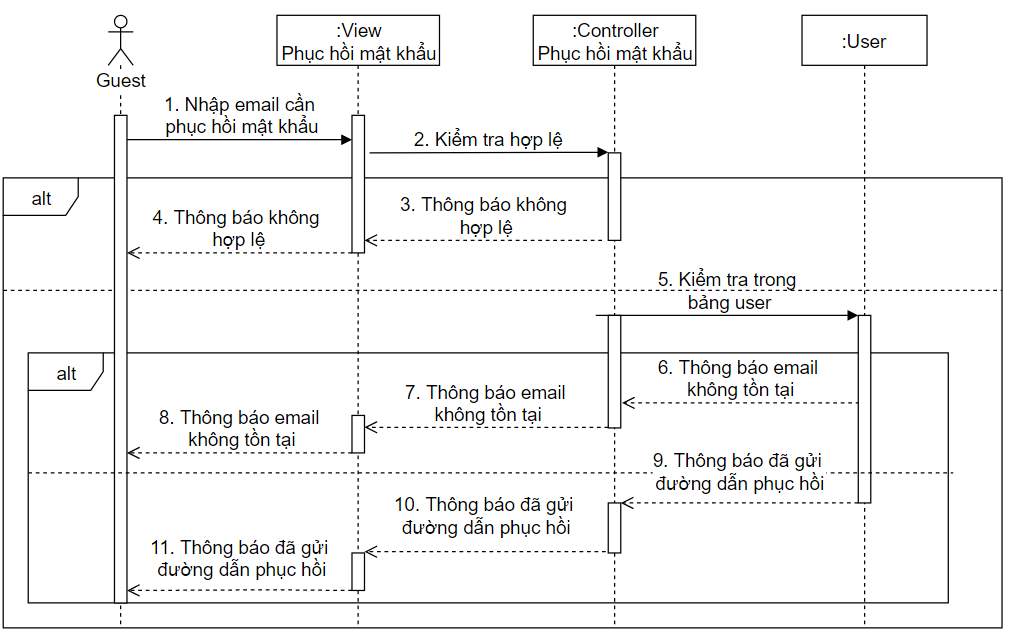 :View
Phục hồi mật khẩu
:Controller
Phục hồi mật khẩu
:User
Guest
1. Nhập email cần
phục hồi mật khẩu
2. Kiểm tra hợp lệ
alt
3. Thông báo không
hợp lệ
4. Thông báo không
hợp lệ
5. Kiểm tra trong
bảng user
alt
6. Thông báo email
không tồn tại
7. Thông báo email
không tồn tại
8. Thông báo email
không tồn tại
9. Thông báo đã gửi
đường dẫn phục hồi
10. Thông báo đã gửi
đường dẫn phục hồi
11. Thông báo đã gửi
đường dẫn phục hồi